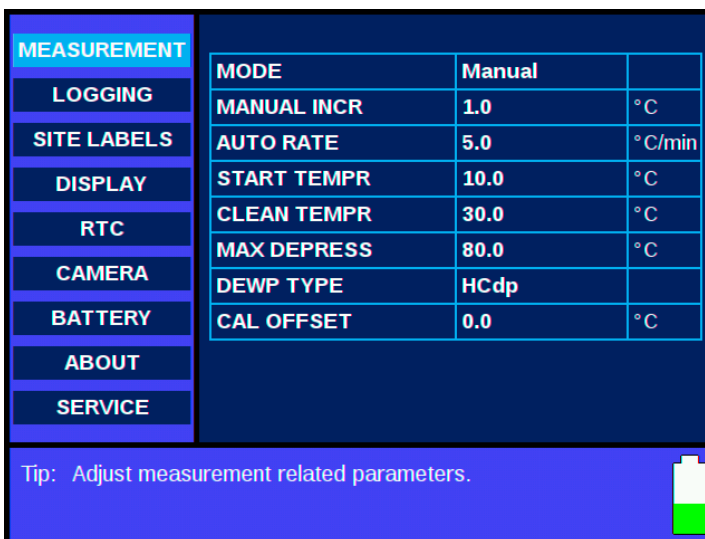 MEASUREMENT
LOGGING
SITE LABELS
DISPLAY
RTC
CAMERA
BATTERY
ABOUT
SERVICE
MODE Manual
MANUAL INCR 1.0 °C
AUTO RATE 5.0 °C/min
START TEMPR 10.0 °C
CLEAN TEMPR 30.0 °C
MAX DEPRESS 80.0 °C
DEWP TYPE HCdp
CAL OFFSET 0.0 °C
Tip: Adjust measurement related parameters.